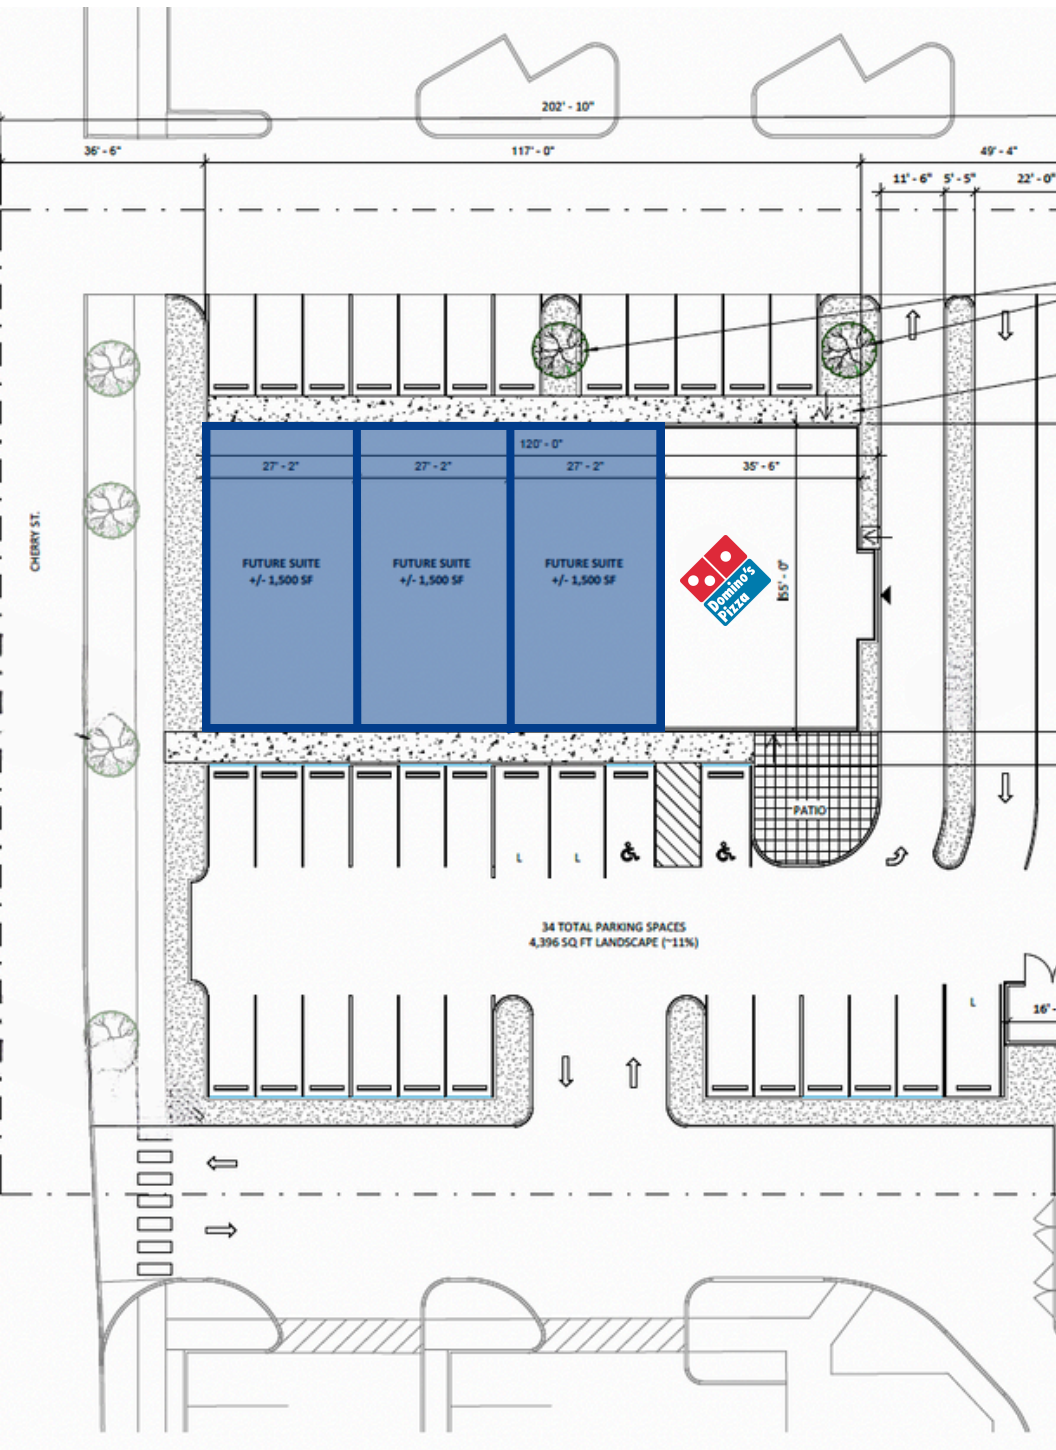 202' - 10"
36' - 6"
117' - 0"
49' - 4"
11' - 6"
5' - 5"
22' - 0"
120' - 0"
27' - 2"
27' - 2"
27' - 2"
35' - 6"
CHERRY ST.
FUTURE SUITE
+/- 1,500 SF
FUTURE SUITE
+/- 1,500 SF
FUTURE SUITE
+/- 1,500 SF
Domino's
Pizza
55' - 0"
PATIO
L
L
34 TOTAL PARKING SPACES
4,396 SQ FT LANDSCAPE (~11%)
L
16' -